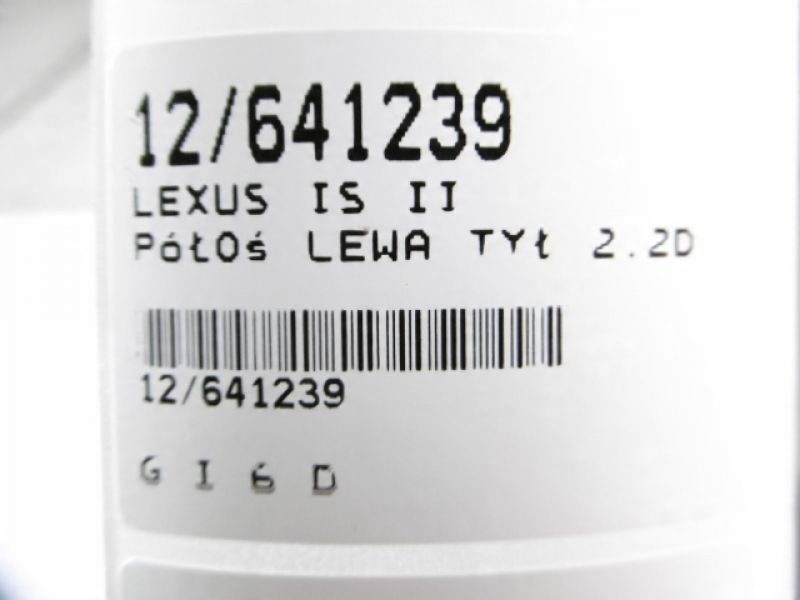 12/641239
LEXUS IS II
PółOś LEWA TYł 2.2D
12/641239
G I 6 D